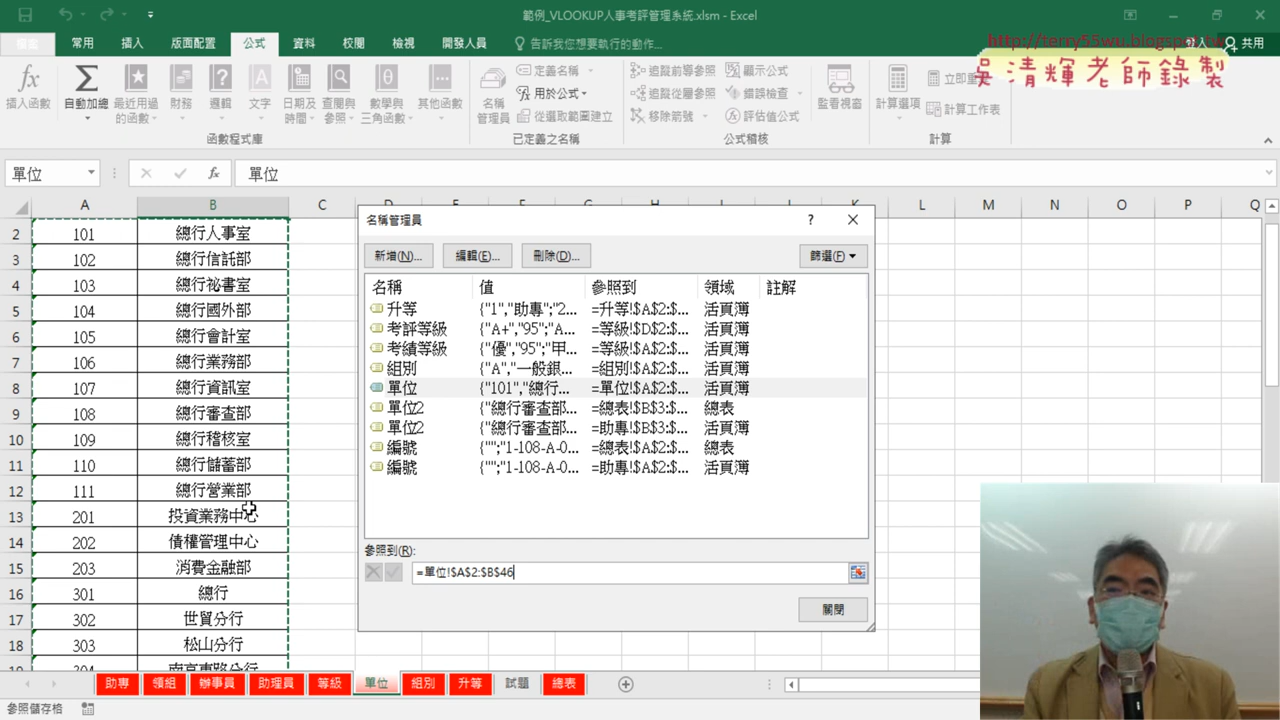 範例_VLOOKUP人事考評管理系統.xlsm - Excel
檔案 常用 插入 版面配置 公式 資料 校閱 檢視 開發人員 告訴我您想要執行的動作... 登入 共用
http://terry55wu.blogspot.tw
吳清輝老師錄製
插入函數 自動加總 最近用過的函數 財務 邏輯 文字 日期及時間 查閱與參照 數學與三角函數 其他函數 名稱管理員
定義名稱 用於公式 從選取範圍建立
追蹤前導參照 追蹤從屬參照 移除箭號
顯示公式 錯誤檢查 評估值公式
監看視窗 計算選項 立即重 計算工作表
函數程式庫 已定義之名稱 公式稽核 計算
單位 fx 單位
A B C D E F G H I J K L M N O P Q
2 101 總行人事室
3 102 總行信託部
4 103 總行祕書室
5 104 總行國外部
6 105 總行會計室
7 106 總行業務部
8 107 總行資訊室
9 108 總行審查部
10 109 總行稽核室
11 110 總行儲蓄部
12 111 總行營業部
13 201 投資業務中心
14 202 債權管理中心
15 203 消費金融部
16 301 總行
17 302 世貿分行
18 303 松山分行
19 304 南京東路分行
名稱管理員 ?
新增(N)... 編輯(E)... 刪除(D)... 篩選(F)
名稱 值 參照到 領域 註解
升等 {"1","助專";"2... =升等!$A$2:$... 活頁簿
考評等級 {"A+","95";"A... =等級!$D$2:$... 活頁簿
考績等級 {"優","95";"甲... =等級!$A$2:$... 活頁簿
組別 {"A","一般銀... =組別!$A$2:$... 活頁簿
單位 {"101","總行... =單位!$A$2:$... 活頁簿
單位2 {"總行審查部... =總表!$B$3:$... 總表
單位2 {"總行審查部... =助專!$B$3:$... 活頁簿
編號 {"";"1-108-A-0... =總表!$A$2:$... 總表
編號 {"";"1-108-A-0... =助專!$A$2:$... 活頁簿
參照到(R):
=單位!$A$2:$B$46
關閉
助專 領組 辦事員 助理員 等級 單位 組別 升等 試題 總表
參照儲存格